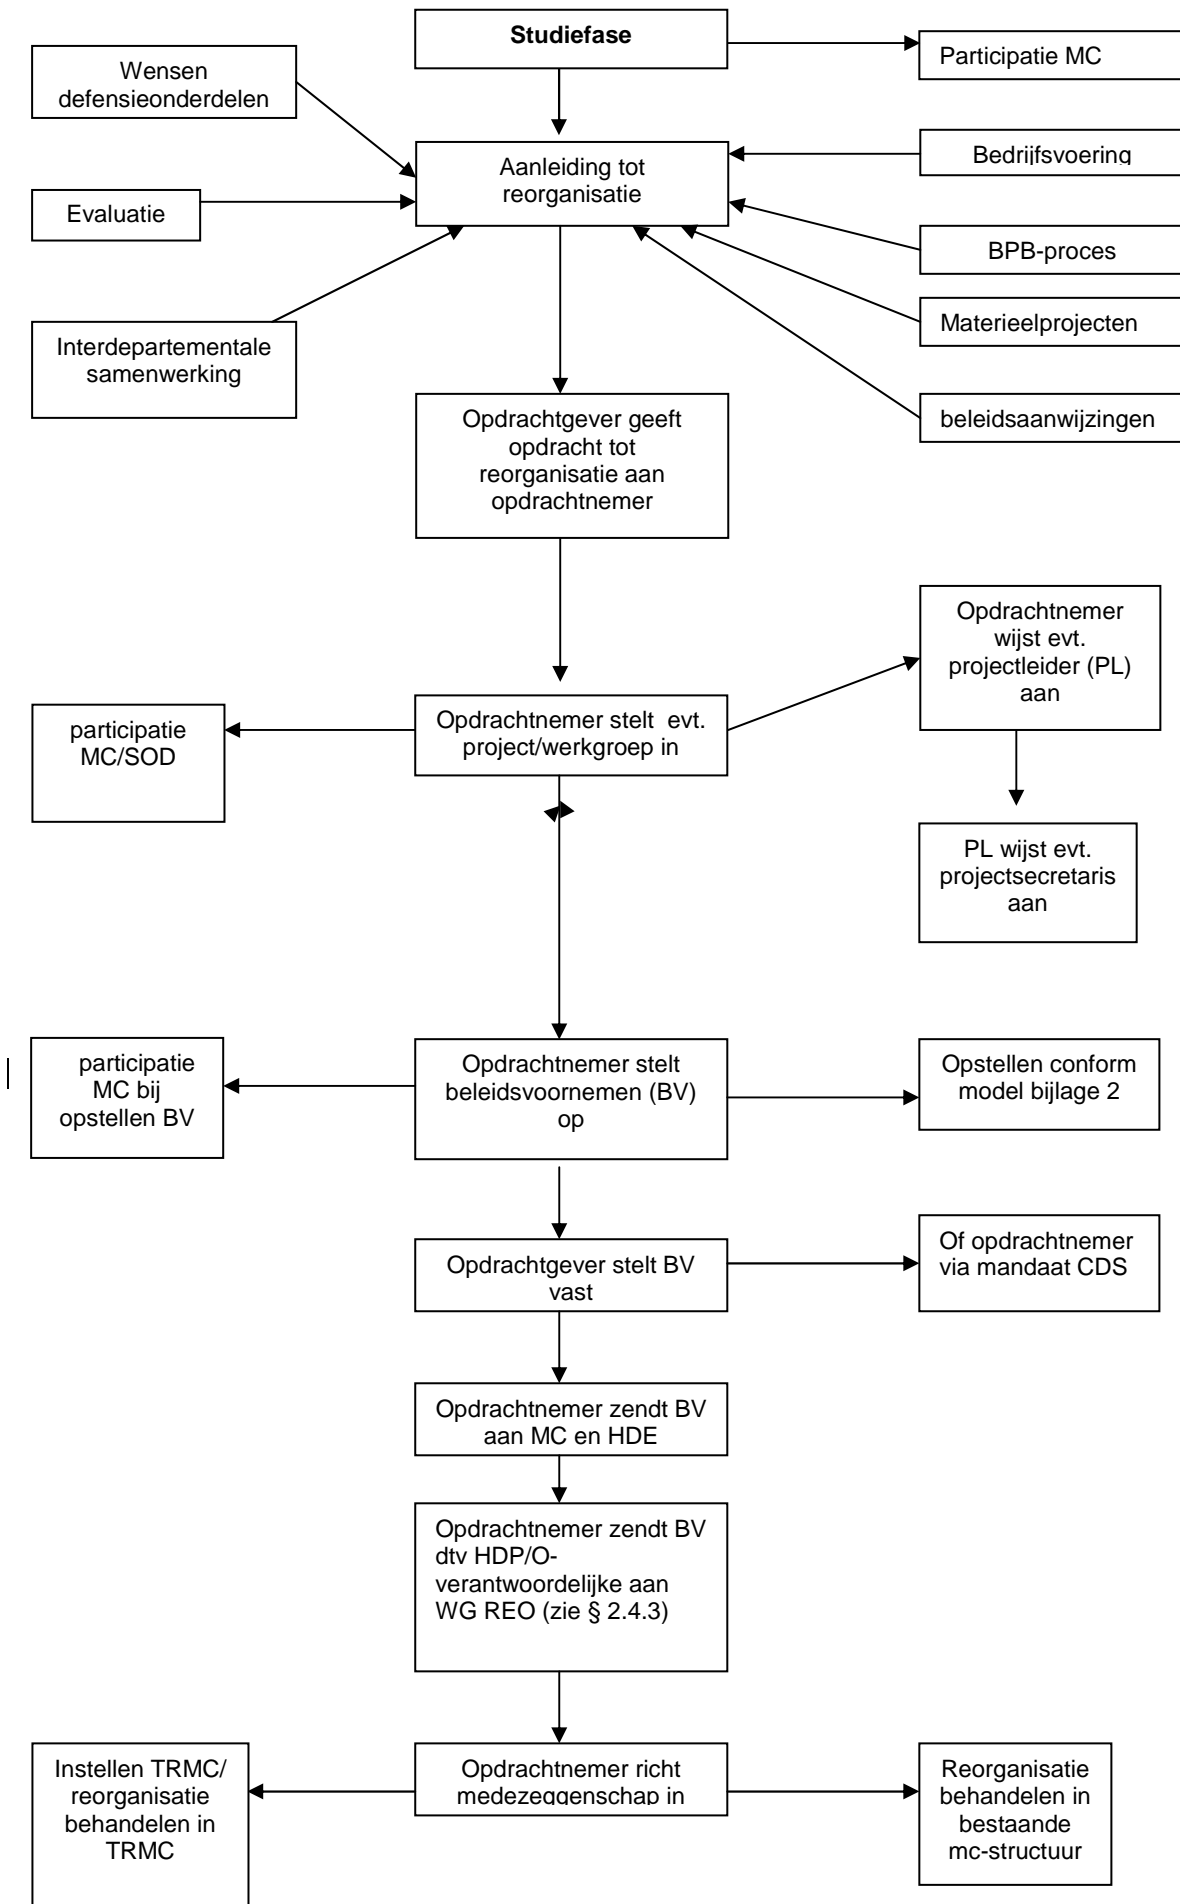 Studiefase
Participatie MC
Wensen
defensieonderdelen
Aanleiding tot
reorganisatie
Bedrijfsvoering
Evaluatie
BPB-proces
Interdepartementale
samenwerking
Materieelprojecten
beleidsaanwijzingen
Opdrachtgever geeft
opdracht tot
reorganisatie aan
opdrachtnemer
Opdrachtnemer
wijst evt.
projectleider (PL)
aan
participatie
MC/SOD
Opdrachtnemer stelt evt.
project/werkgroep in
PL wijst evt.
projectsecretaris
aan
participatie
MC bij
opstellen BV
Opdrachtnemer stelt
beleidsvoornemen (BV)
op
Opstellen conform
model bijlage 2
Opdrachtgever stelt BV
vast
Of opdrachtnemer
via mandaat CDS
Opdrachtnemer zendt BV
aan MC en HDE
Opdrachtnemer zendt BV
dtv HDP/O-
verantwoordelijke aan
WG REO (zie § 2.4.3)
Instellen TRMC/
reorganisatie
behandelen in
TRMC
Opdrachtnemer richt
medezeggenschap in
Reorganisatie
behandelen in
bestaande
mc-structuur